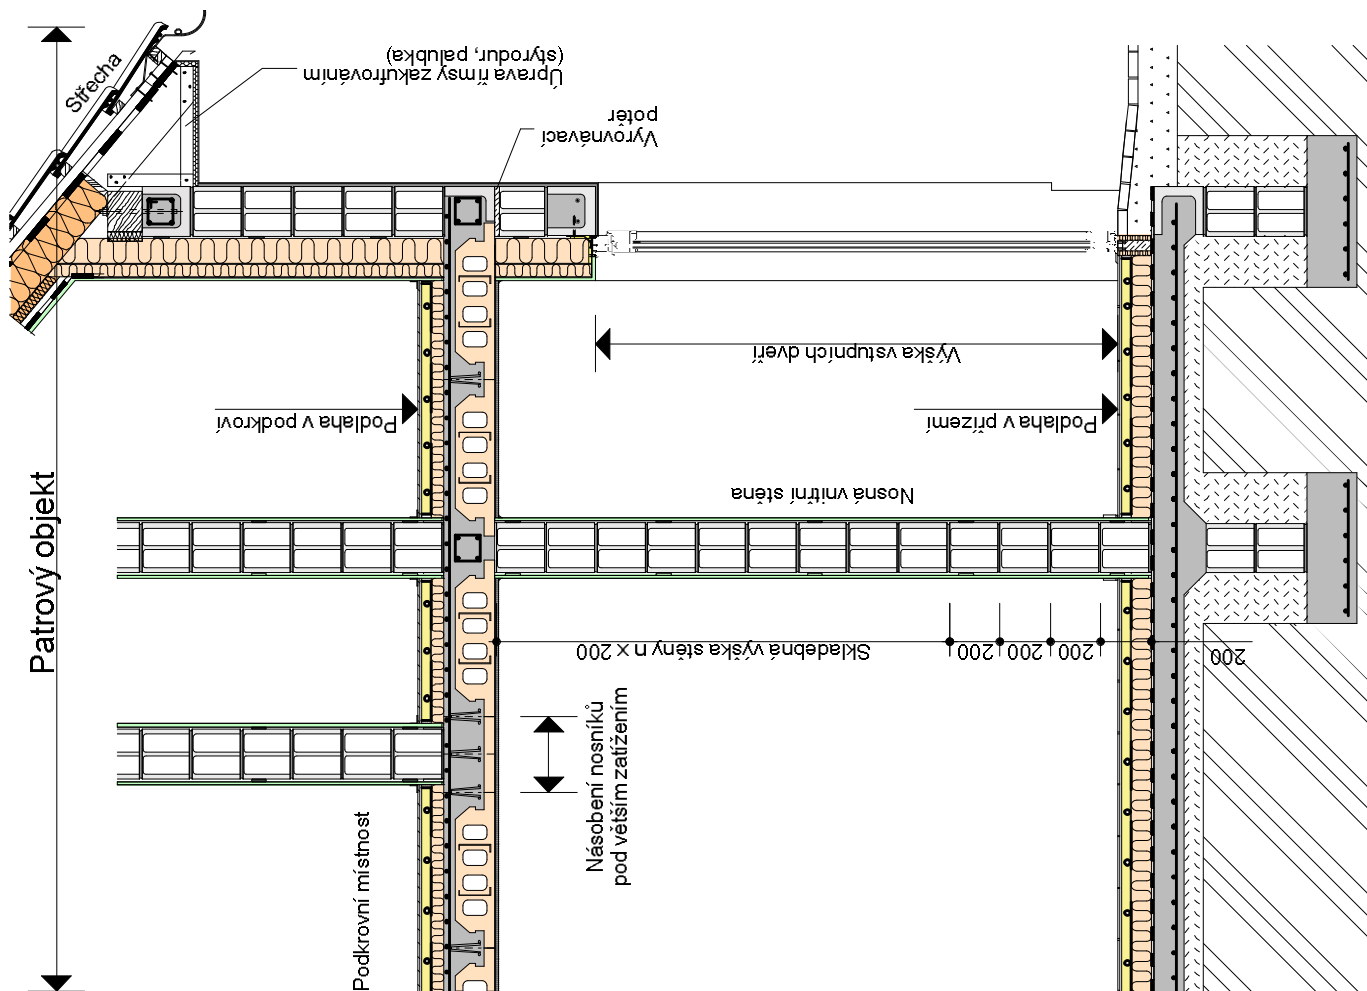 Střecha
Úprava římsy zakufrováním
(styrodur, palubka)
Vyrovnávací
potěr
Výška vstupních dveří
Podlaha v podkroví
Podlaha v přízemí
Nosná vnitřní stěna
Patrový objekt
Skladebná výška stěny n × 200
200
200
200
200
Násobení nosníků
pod větším zatížením
Podkrovní místnost